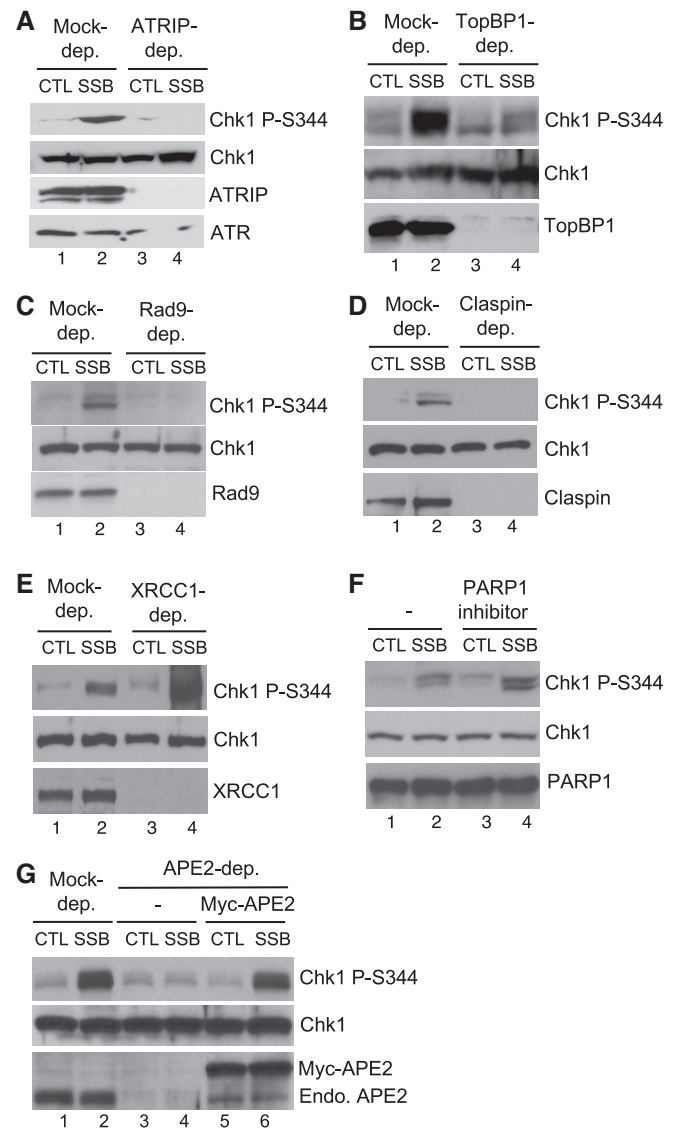 A
Mock-
dep.
ATRIP-
dep.
CTL SSB CTL SSB
Chk1 P-S344
Chk1
ATRIP
ATR
1 2 3 4
B
Mock-
dep.
TopBP1-
dep.
CTL SSB CTL SSB
Chk1 P-S344
Chk1
TopBP1
1 2 3 4
C
Mock-
dep.
Rad9-
dep.
CTL SSB CTL SSB
Chk1 P-S344
Chk1
Rad9
1 2 3 4
D
Mock-
dep.
Claspin-
dep.
CTL SSB CTL SSB
Chk1 P-S344
Chk1
Claspin
1 2 3 4
E
Mock-
dep.
XRCC1-
dep.
CTL SSB CTL SSB
Chk1 P-S344
Chk1
XRCC1
1 2 3 4
F
-
PARP1
inhibitor
CTL SSB CTL SSB
Chk1 P-S344
Chk1
PARP1
1 2 3 4
G
Mock-
dep.
APE2-dep.
- Myc-APE2
CTL SSB CTL SSB CTL SSB
Chk1 P-S344
Chk1
Myc-APE2
Endo. APE2
1 2 3 4 5 6